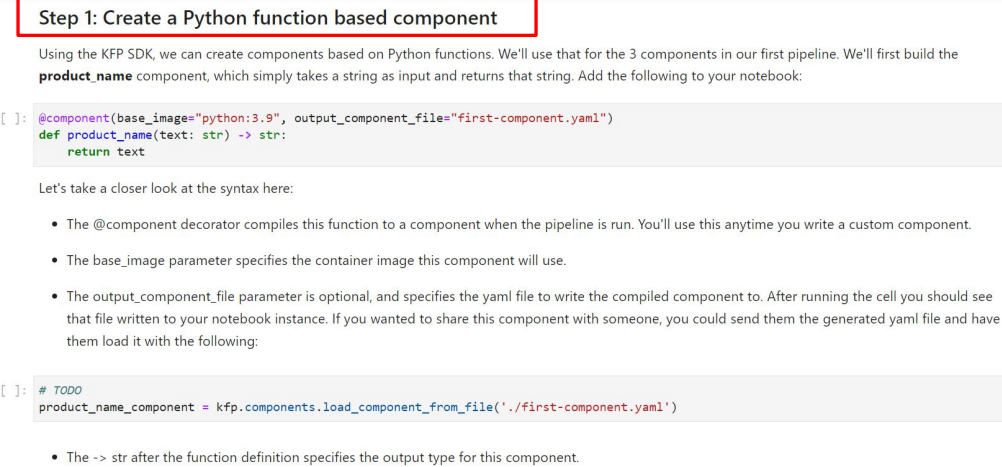 Step 1: Create a Python function based component
Using the KFP SDK, we can create components based on Python functions. We'll use that for the 3 components in our first pipeline. We'll first build the
product_name component, which simply takes a string as input and returns that string. Add the following to your notebook:
[ ]: @component(base_image="python:3.9", output_component_file="first-component.yaml")
def product_name(text: str) -> str:
    return text
Let's take a closer look at the syntax here:
• The @component decorator compiles this function to a component when the pipeline is run. You'll use this anytime you write a custom component.
• The base_image parameter specifies the container image this component will use.
• The output_component_file parameter is optional, and specifies the yaml file to write the compiled component to. After running the cell you should see
that file written to your notebook instance. If you wanted to share this component with someone, you could send them the generated yaml file and have
them load it with the following:
[ ]: # TODO
product_name_component = kfp.components.load_component_from_file('./first-component.yaml')
• The -> str after the function definition specifies the output type for this component.